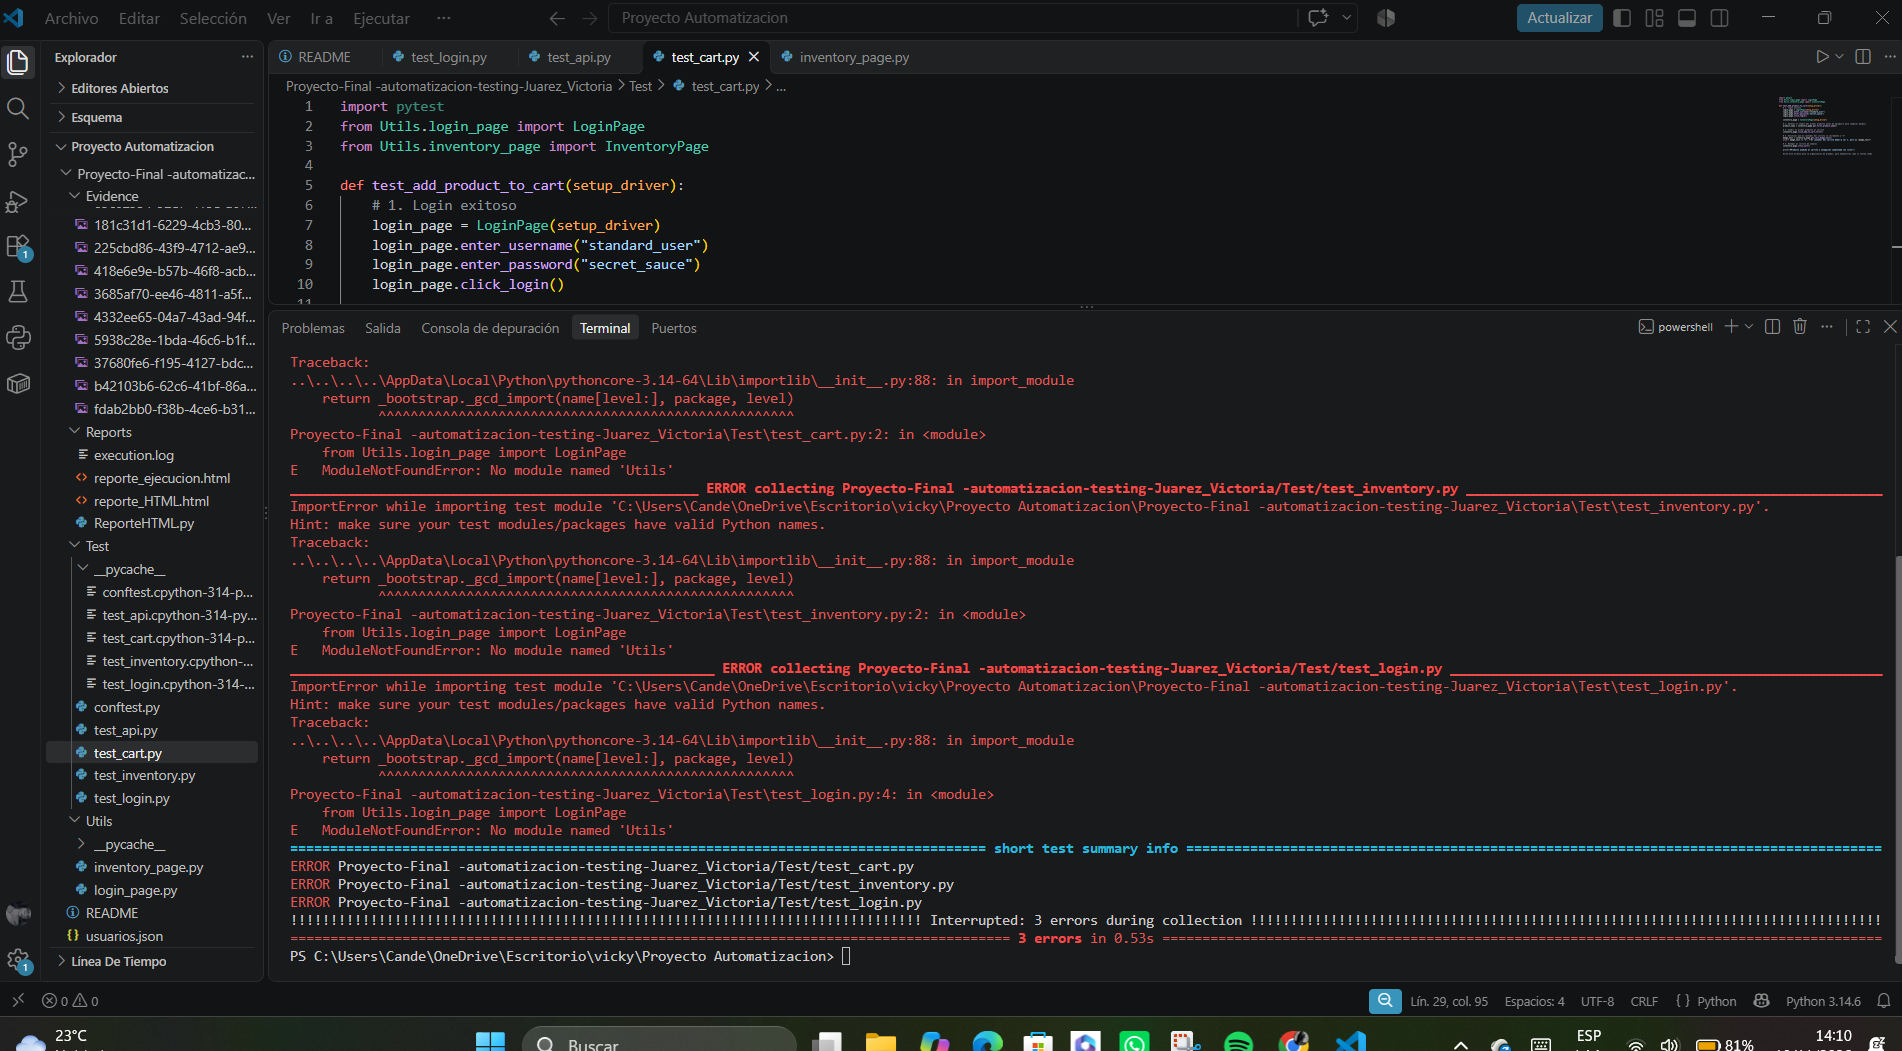 Archivo Editar Selección Ver Ir a Ejecutar ··· Proyecto Automatizacion Actualizar
Explorador ···
Editores Abiertos
Esquema
Proyecto Automatizacion
Proyecto-Final -automatizac...
Evidence
181c31d1-6229-4cb3-80...
225cbd86-43f9-4712-ae9...
418e6e9e-b57b-46f8-acb...
3685af70-ee46-4811-a5f...
4332ee65-04a7-43ad-94f...
5938c28e-1bda-46c6-b1f...
37680fe6-f195-4127-bdc...
b42103b6-62c6-41bf-86a...
fdab2bb0-f38b-4ce6-b31...
Reports
execution.log
reporte_ejecucion.html
reporte_HTML.html
ReporteHTML.py
Test
__pycache__
conftest.cpython-314-p...
test_api.cpython-314-py...
test_cart.cpython-314-p...
test_inventory.cpython-...
test_login.cpython-314-...
conftest.py
test_api.py
test_cart.py
test_inventory.py
test_login.py
Utils
__pycache__
inventory_page.py
login_page.py
README
usuarios.json
Línea De Tiempo
README test_login.py test_api.py test_cart.py inventory_page.py
Proyecto-Final -automatizacion-testing-Juarez_Victoria > Test > test_cart.py > ...
1 import pytest
2 from Utils.login_page import LoginPage
3 from Utils.inventory_page import InventoryPage
4
5 def test_add_product_to_cart(setup_driver):
6 # 1. Login exitoso
7 login_page = LoginPage(setup_driver)
8 login_page.enter_username("standard_user")
9 login_page.enter_password("secret_sauce")
10 login_page.click_login()
11
Problemas Salida Consola de depuración Terminal Puertos powershell
Traceback:
..\..\..\..\AppData\Local\Python\pythoncore-3.14-64\Lib\importlib\__init__.py:88: in import_module
return _bootstrap._gcd_import(name[level:], package, level)
^^^^^^^^^^^^^^^^^^^^^^^^^^^^^^^^^^^^^^^^^^^^^^^^^^^^
Proyecto-Final -automatizacion-testing-Juarez_Victoria\Test\test_cart.py:2: in <module>
from Utils.login_page import LoginPage
E ModuleNotFoundError: No module named 'Utils'
ERROR collecting Proyecto-Final -automatizacion-testing-Juarez_Victoria/Test/test_inventory.py
ImportError while importing test module 'C:\Users\Cande\OneDrive\Escritorio\vicky\Proyecto Automatizacion\Proyecto-Final -automatizacion-testing-Juarez_Victoria\Test\test_inventory.py'.
Hint: make sure your test modules/packages have valid Python names.
Traceback:
..\..\..\..\AppData\Local\Python\pythoncore-3.14-64\Lib\importlib\__init__.py:88: in import_module
return _bootstrap._gcd_import(name[level:], package, level)
^^^^^^^^^^^^^^^^^^^^^^^^^^^^^^^^^^^^^^^^^^^^^^^^^^^^
Proyecto-Final -automatizacion-testing-Juarez_Victoria\Test\test_inventory.py:2: in <module>
from Utils.login_page import LoginPage
E ModuleNotFoundError: No module named 'Utils'
ERROR collecting Proyecto-Final -automatizacion-testing-Juarez_Victoria/Test/test_login.py
ImportError while importing test module 'C:\Users\Cande\OneDrive\Escritorio\vicky\Proyecto Automatizacion\Proyecto-Final -automatizacion-testing-Juarez_Victoria\Test\test_login.py'.
Hint: make sure your test modules/packages have valid Python names.
Traceback:
..\..\..\..\AppData\Local\Python\pythoncore-3.14-64\Lib\importlib\__init__.py:88: in import_module
return _bootstrap._gcd_import(name[level:], package, level)
^^^^^^^^^^^^^^^^^^^^^^^^^^^^^^^^^^^^^^^^^^^^^^^^^^^^
Proyecto-Final -automatizacion-testing-Juarez_Victoria\Test\test_login.py:4: in <module>
from Utils.login_page import LoginPage
E ModuleNotFoundError: No module named 'Utils'
short test summary info
ERROR Proyecto-Final -automatizacion-testing-Juarez_Victoria/Test/test_cart.py
ERROR Proyecto-Final -automatizacion-testing-Juarez_Victoria/Test/test_inventory.py
ERROR Proyecto-Final -automatizacion-testing-Juarez_Victoria/Test/test_login.py
Interrupted: 3 errors during collection
3 errors in 0.53s
PS C:\Users\Cande\OneDrive\Escritorio\vicky\Proyecto Automatizacion>
0 0 Lín. 29, col. 95 Espacios: 4 UTF-8 CRLF { } Python Python 3.14.6
23°C Buscar ESP 81% 14:10